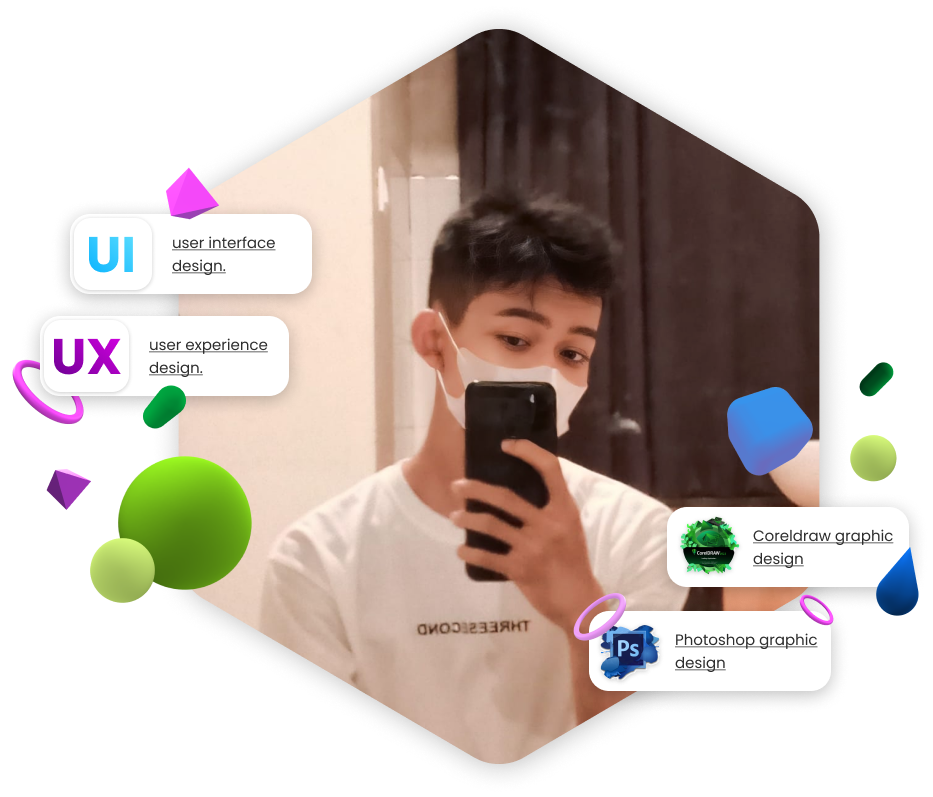 UI
user interface
design.
UX
user experience
design.
CorelDRAW
Coreldraw graphic
design
THREESECOND
Ps
Photoshop graphic
design